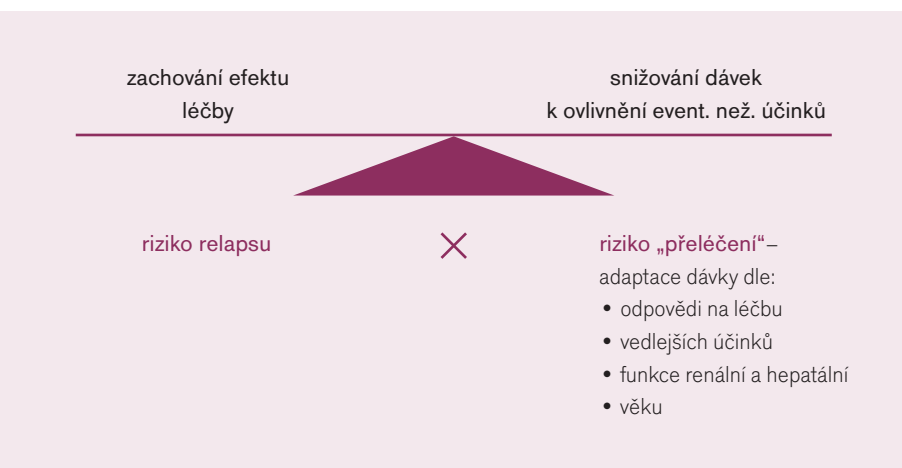 zachování efektu
léčby
snižování dávek
k ovlivnění event. než. účinků
riziko relapsu
riziko „přeléčení“–
adaptace dávky dle:
• odpovědi na léčbu
• vedlejších účinků
• funkce renální a hepatální
• věku